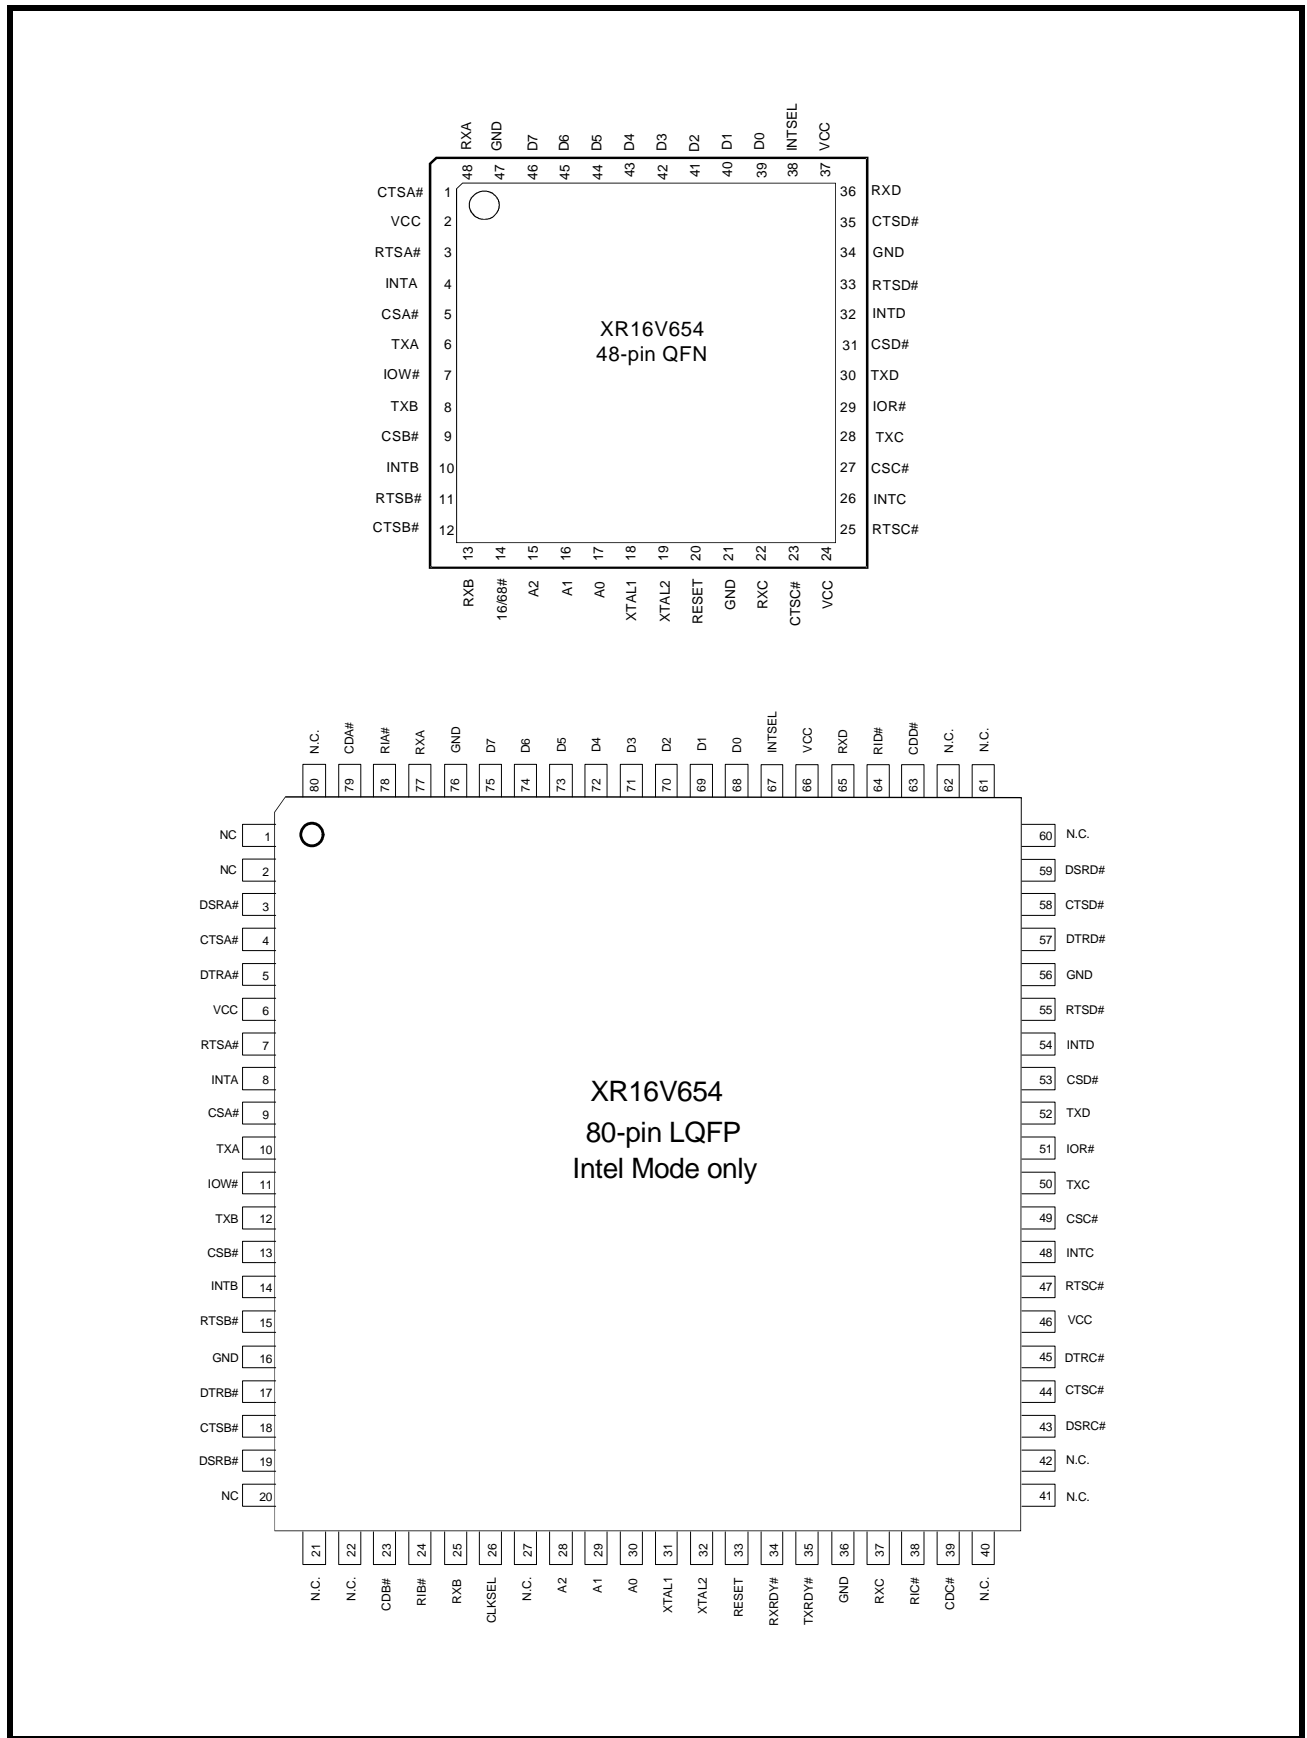 RXA GND D7 D6 D5 D4 D3 D2 D1 D0 INTSEL VCC
48 47 46 45 44 43 42 41 40 39 38 37
CTSA# 1 36 RXD
VCC 2 35 CTSD#
RTSA# 3 34 GND
INTA 4 33 RTSD#
CSA# 5 32 INTD
TXA 6 31 CSD#
IOW# 7 30 TXD
TXB 8 29 IOR#
CSB# 9 28 TXC
INTB 10 27 CSC#
RTSB# 11 26 INTC
CTSB# 12 25 RTSC#
XR16V654
48-pin QFN
13 14 15 16 17 18 19 20 21 22 23 24
RXB 16/68# A2 A1 A0 XTAL1 XTAL2 RESET GND RXC CTSC# VCC
N.C. CDA# RIA# RXA GND D7 D6 D5 D4 D3 D2 D1 D0 INTSEL VCC RXD RID# CDD# N.C. N.C.
80 79 78 77 76 75 74 73 72 71 70 69 68 67 66 65 64 63 62 61
NC 1 60 N.C.
NC 2 59 DSRD#
DSRA# 3 58 CTSD#
CTSA# 4 57 DTRD#
DTRA# 5 56 GND
VCC 6 55 RTSD#
RTSA# 7 54 INTD
INTA 8 53 CSD#
CSA# 9 52 TXD
TXA 10 51 IOR#
IOW# 11 50 TXC
TXB 12 49 CSC#
CSB# 13 48 INTC
INTB 14 47 RTSC#
RTSB# 15 46 VCC
GND 16 45 DTRC#
DTRB# 17 44 CTSC#
CTSB# 18 43 DSRC#
DSRB# 19 42 N.C.
NC 20 41 N.C.
XR16V654
80-pin LQFP
Intel Mode only
21 22 23 24 25 26 27 28 29 30 31 32 33 34 35 36 37 38 39 40
N.C. N.C. CDB# RIB# RXB CLKSEL N.C. A2 A1 A0 XTAL1 XTAL2 RESET RXRDY# TXRDY# GND RXC RIC# CDC# N.C.